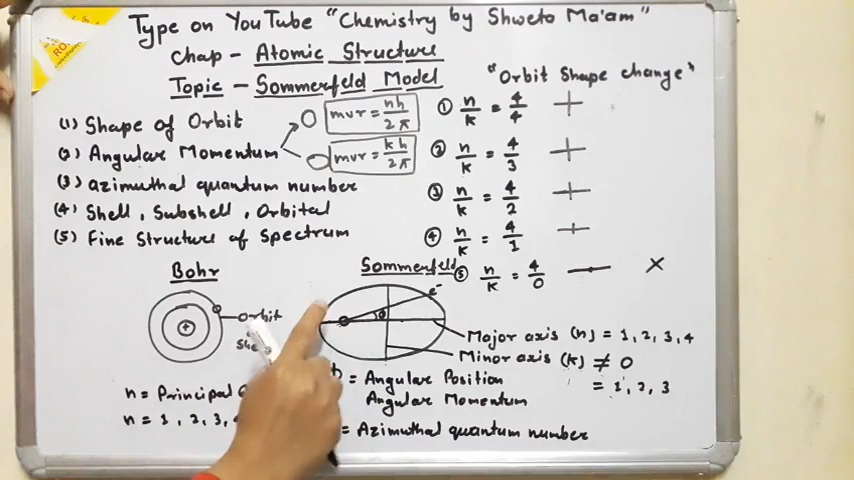 Type on YouTube "Chemistry by Shweta Ma'am"
Chap - Atomic Structure
Topic - Sommerfeld Model
"Orbit Shape change"
(1) Shape of Orbit
(2) Angular Momentum
(3) azimuthal quantum number
(4) Shell, Subshell, Orbital
(5) Fine Structure of Spectrum
mvr = nh/2π
mvr = kh/2π
① n/k = 4/4
② n/k = 4/3
③ n/k = 4/2
④ n/k = 4/1
⑤ n/k = 4/0 X
Bohr
+
Orbit
n = Principal
n = 1, 2, 3,
Sommerfeld
e-
Major axis (n) = 1, 2, 3, 4
Minor axis (k) ≠ 0
= 1, 2, 3
= Angular Position
Angular Momentum
= Azimuthal quantum number